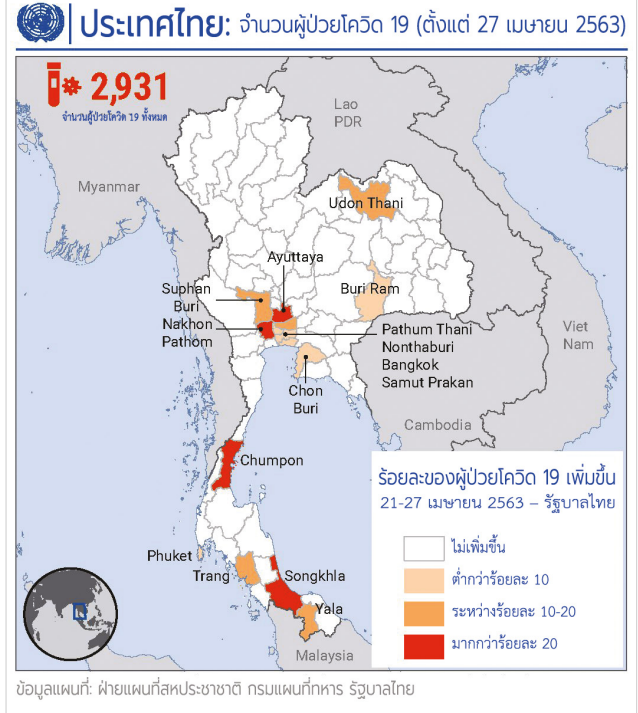 ประเทศไทย: จำนวนผู้ป่วยโควิด 19 (ตั้งแต่ 27 เมษายน 2563)
2,931
จำนวนผู้ป่วยโควิด 19 ทั้งหมด
Lao
PDR
Myanmar
Udon Thani
Ayuttaya
Suphan
Buri
Buri Ram
Nakhon
Pathom
Pathum Thani
Nonthaburi
Bangkok
Samut Prakan
Viet
Nam
Chon
Buri
Cambodia
Chumpon
ร้อยละของผู้ป่วยโควิด 19 เพิ่มขึ้น
21-27 เมษายน 2563 – รัฐบาลไทย
ไม่เพิ่มขึ้น
ต่ำกว่าร้อยละ 10
ระหว่างร้อยละ 10-20
มากกว่าร้อยละ 20
Phuket
Trang
Songkhla
Yala
Malaysia
ข้อมูลแผนที่: ฝ่ายแผนที่สหประชาชาติ กรมแผนที่ทหาร รัฐบาลไทย